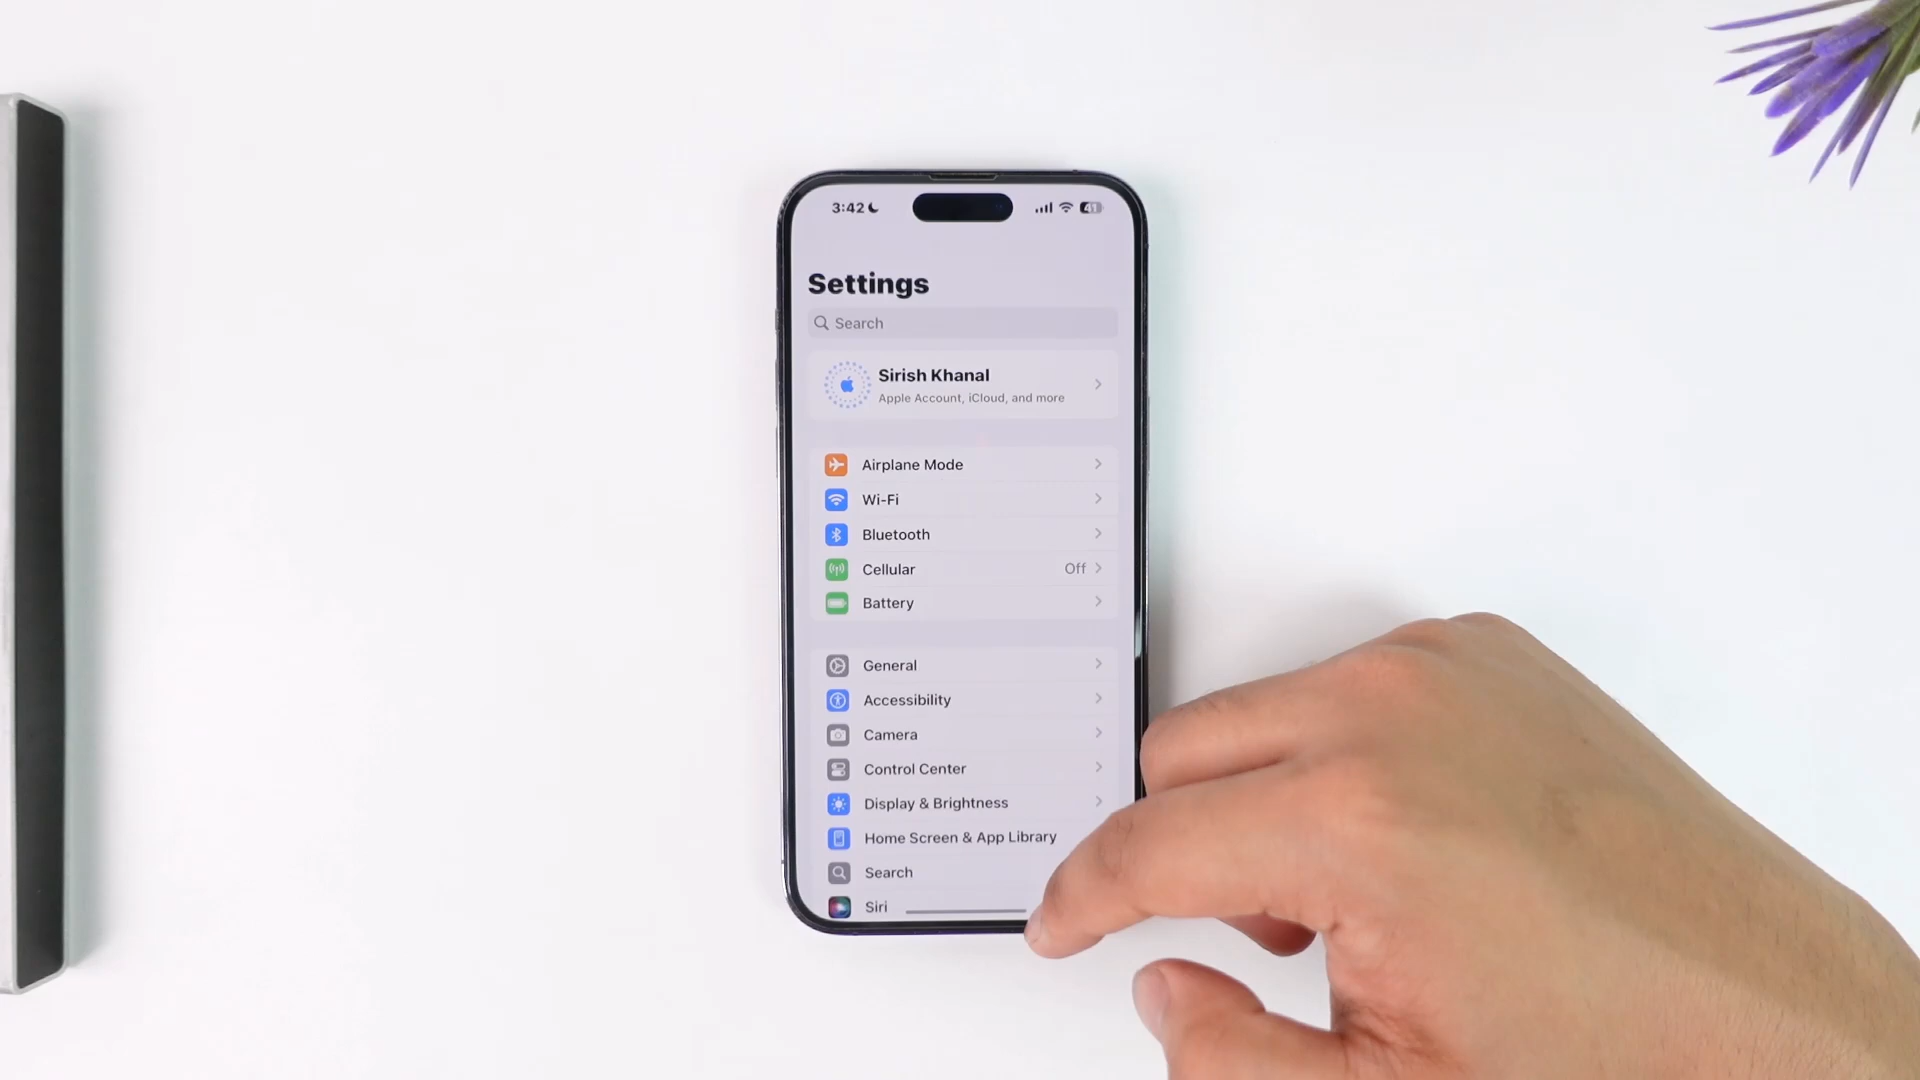 3:42
41
Settings
Search
Sirish Khanal
Apple Account, iCloud, and more
Airplane Mode
Wi-Fi
Bluetooth
Cellular Off
Battery
General
Accessibility
Camera
Control Center
Display & Brightness
Home Screen & App Library
Search
Siri